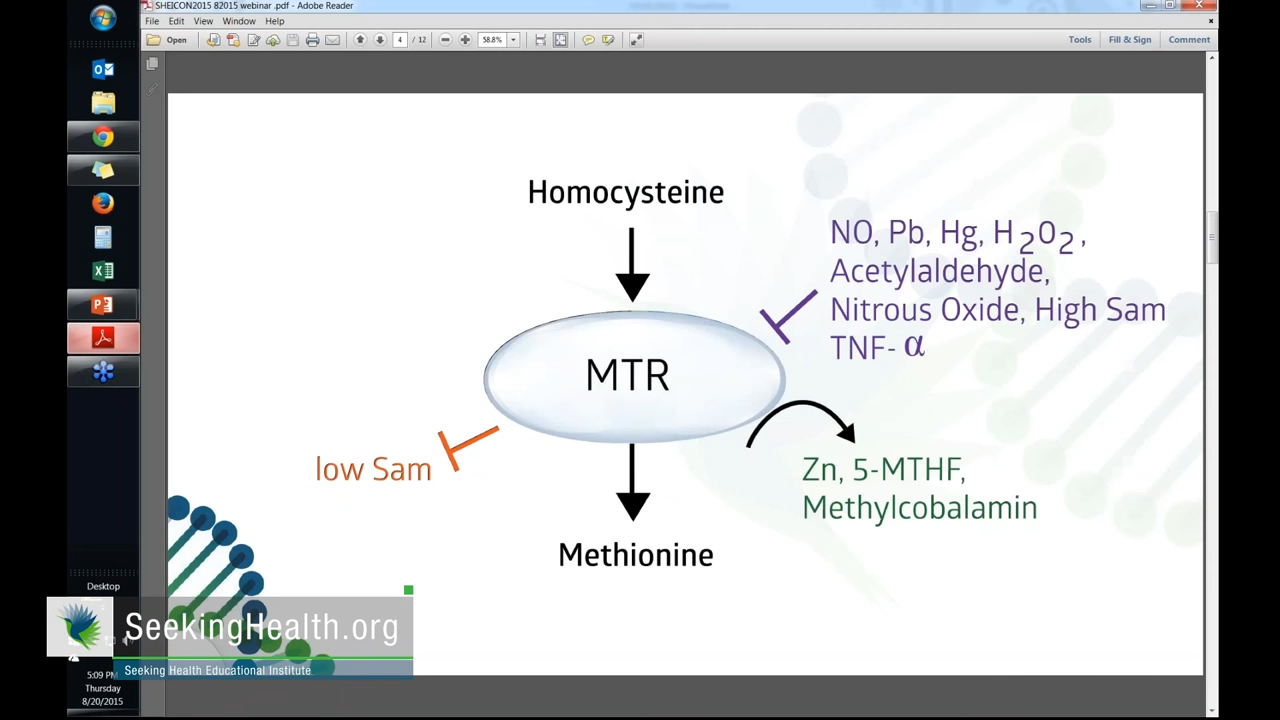 SHEICON2015 82015 webinar .pdf - Adobe Reader
File Edit View Window Help
Open 4 / 12 58.8% Tools Fill & Sign Comment
Homocysteine
NO, Pb, Hg, H2O2,
Acetylaldehyde,
Nitrous Oxide, High Sam
TNF- α
MTR
low Sam
Zn, 5-MTHF,
Methylcobalamin
Methionine
Desktop
SeekingHealth.org
Seeking Health Educational Institute
5:09 PM
Thursday
8/20/2015